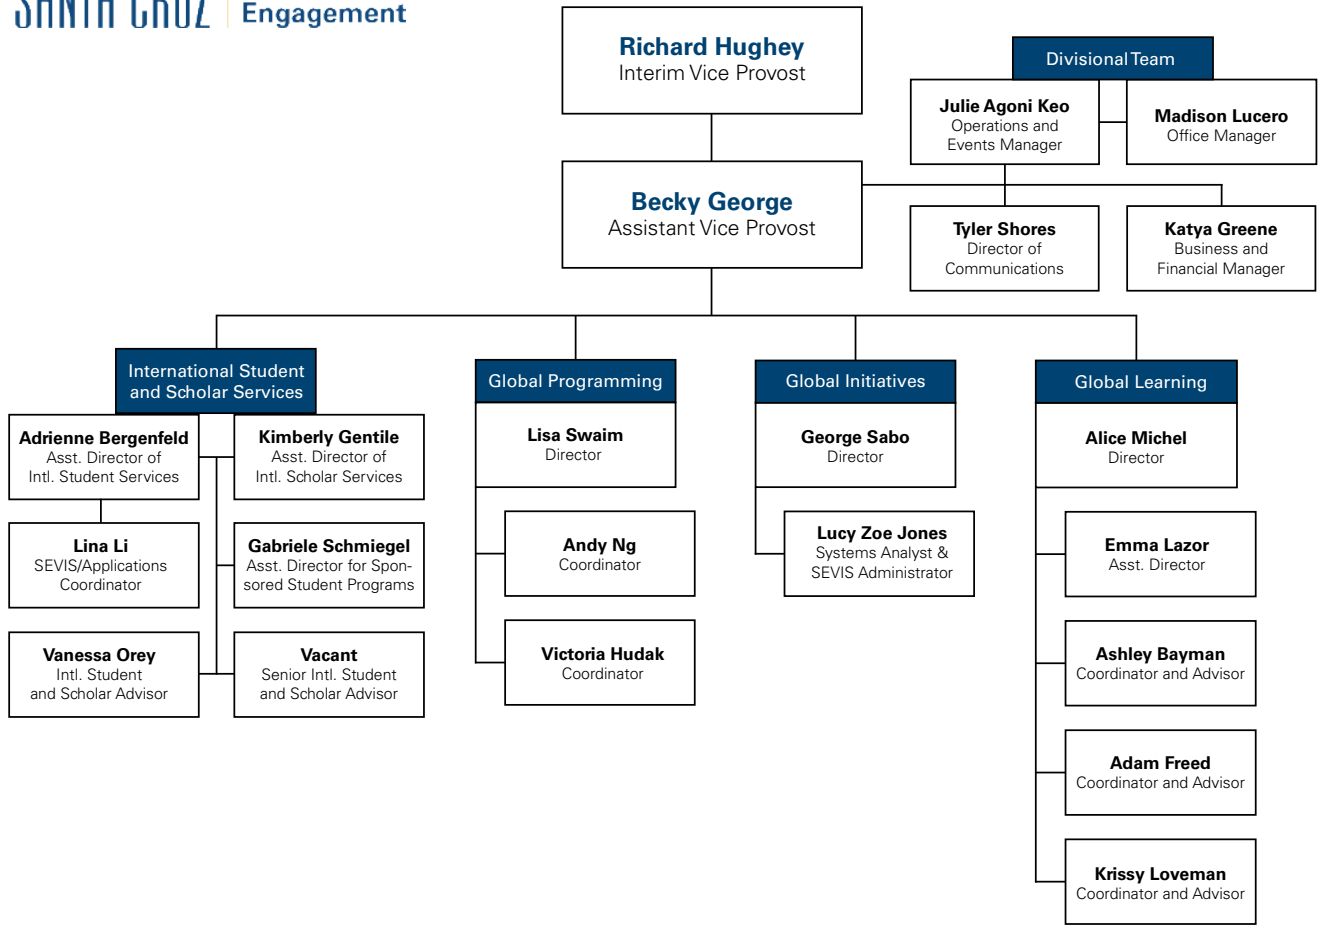 SANTA CRUZ
Engagement
Richard Hughey
Interim Vice Provost
Divisional Team
Julie Agoni Keo
Operations and
Events Manager
Madison Lucero
Office Manager
Becky George
Assistant Vice Provost
Tyler Shores
Director of
Communications
Katya Greene
Business and
Financial Manager
International Student
and Scholar Services
Adrienne Bergenfeld
Asst. Director of
Intl. Student Services
Kimberly Gentile
Asst. Director of
Intl. Scholar Services
Lina Li
SEVIS/Applications
Coordinator
Gabriele Schmiegel
Asst. Director for Spon-
sored Student Programs
Vanessa Orey
Intl. Student
and Scholar Advisor
Vacant
Senior Intl. Student
and Scholar Advisor
Global Programming
Lisa Swaim
Director
Andy Ng
Coordinator
Victoria Hudak
Coordinator
Global Initiatives
George Sabo
Director
Lucy Zoe Jones
Systems Analyst &
SEVIS Administrator
Global Learning
Alice Michel
Director
Emma Lazor
Asst. Director
Ashley Bayman
Coordinator and Advisor
Adam Freed
Coordinator and Advisor
Krissy Loveman
Coordinator and Advisor